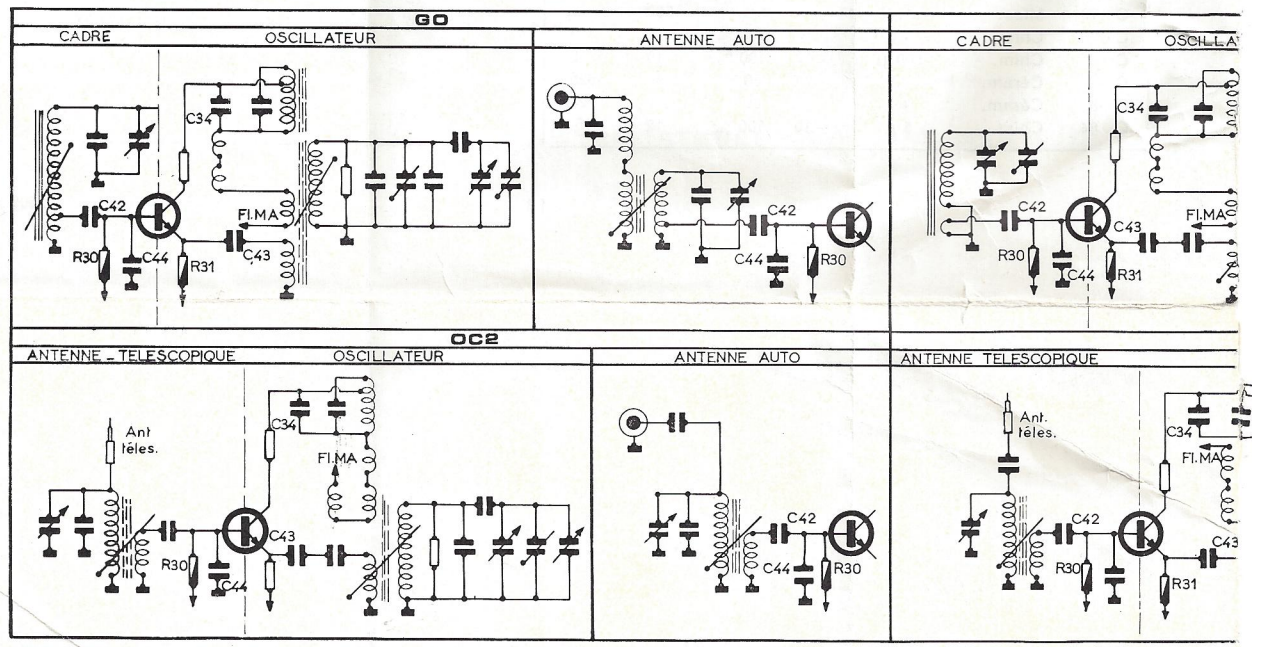 GO
CADRE OSCILLATEUR
ANTENNE AUTO
CADRE OSCILLA
C34
C42
FI.MA
R30
C44
R31
C43
C42
C44
R30
C34
C42
C43
FI.MA
R30
C44
R31
OC2
ANTENNE - TELESCOPIQUE OSCILLATEUR
ANTENNE AUTO
ANTENNE TELESCOPIQUE
Ant
téles.
C34
FI.MA
C43
R30
C44
C42
C44
R30
Ant.
téles.
C34
FI.MA
C42
R30
C43
R31